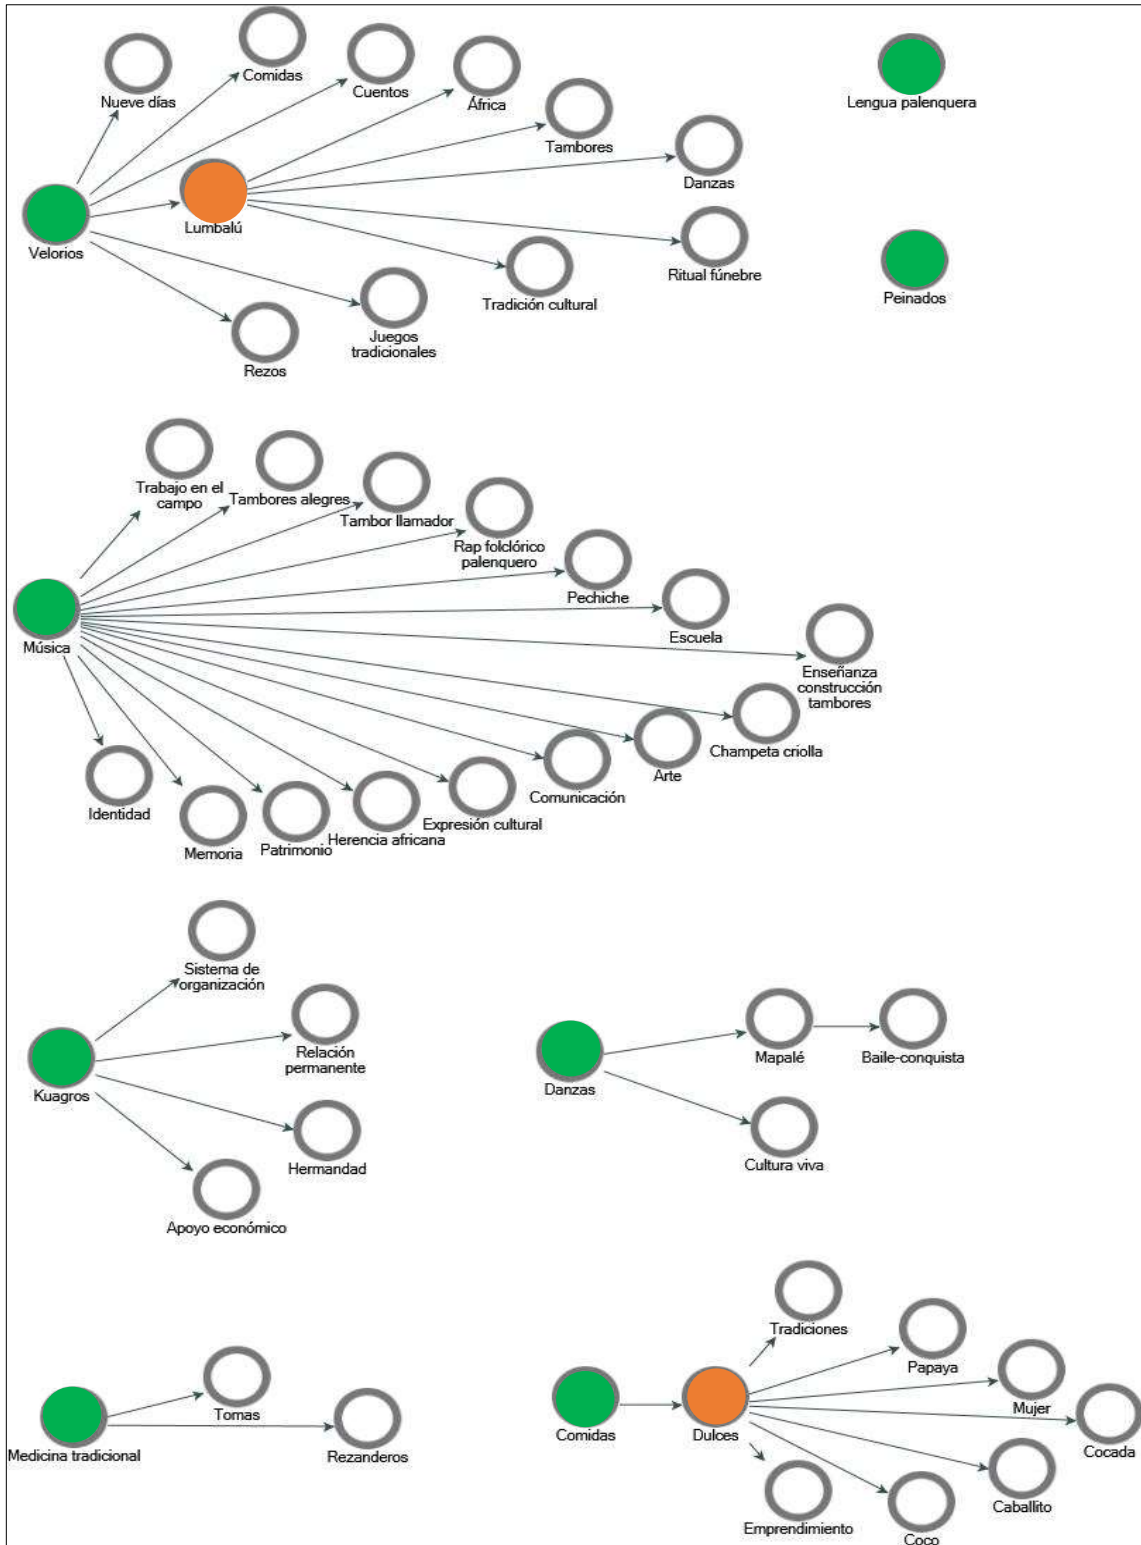 Nueve días
Comidas
Cuentos
África
Tambores
Danzas
Lengua palenquera
Velorios
Lumbalú
Ritual fúnebre
Tradición cultural
Peinados
Juegos
tradicionales
Rezos
Trabajo en el
campo
Tambores alegres
Tambor llamador
Rap folclórico
palenquero
Pechiche
Escuela
Música
Enseñanza
construcción
tambores
Champeta criolla
Arte
Comunicación
Expresión cultural
Herencia africana
Patrimonio
Memoria
Identidad
Sistema de
organización
Relación
permanente
Kuagros
Hermandad
Apoyo económico
Mapalé
Baile-conquista
Danzas
Cultura viva
Tradiciones
Papaya
Mujer
Cocada
Tomas
Rezanderos
Medicina tradicional
Comidas
Dulces
Caballito
Coco
Emprendimiento